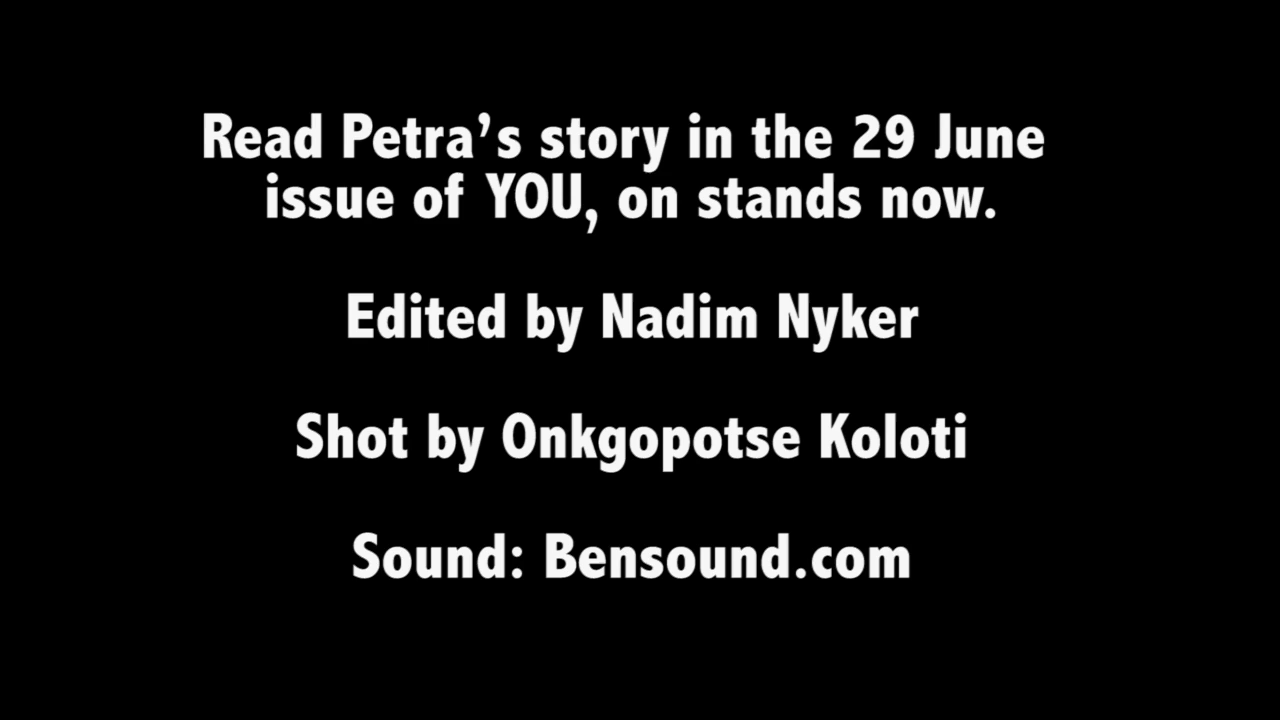 Read Petra’s story in the 29 June
issue of YOU, on stands now.
Edited by Nadim Nyker
Shot by Onkgopotse Koloti
Sound: Bensound.com